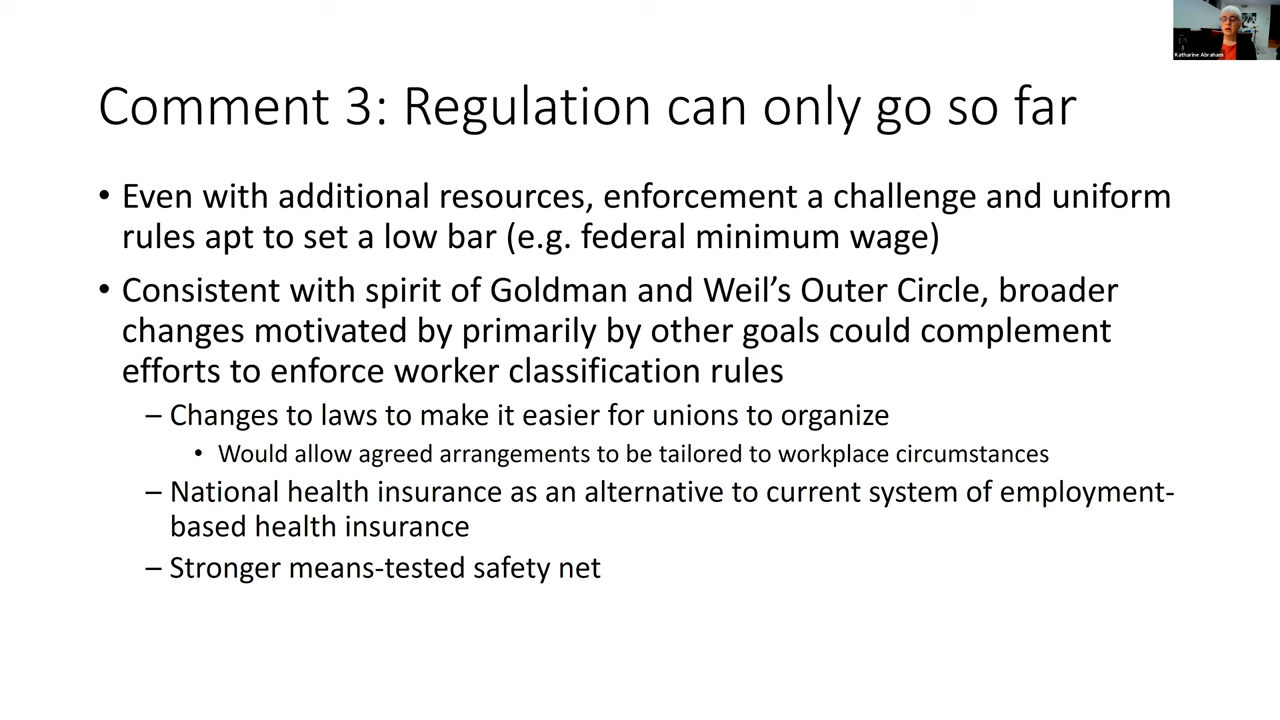 Katharine Abraham
Comment 3: Regulation can only go so far
• Even with additional resources, enforcement a challenge and uniform
rules apt to set a low bar (e.g. federal minimum wage)
• Consistent with spirit of Goldman and Weil’s Outer Circle, broader
changes motivated by primarily by other goals could complement
efforts to enforce worker classification rules
– Changes to laws to make it easier for unions to organize
• Would allow agreed arrangements to be tailored to workplace circumstances
– National health insurance as an alternative to current system of employment-
based health insurance
– Stronger means-tested safety net